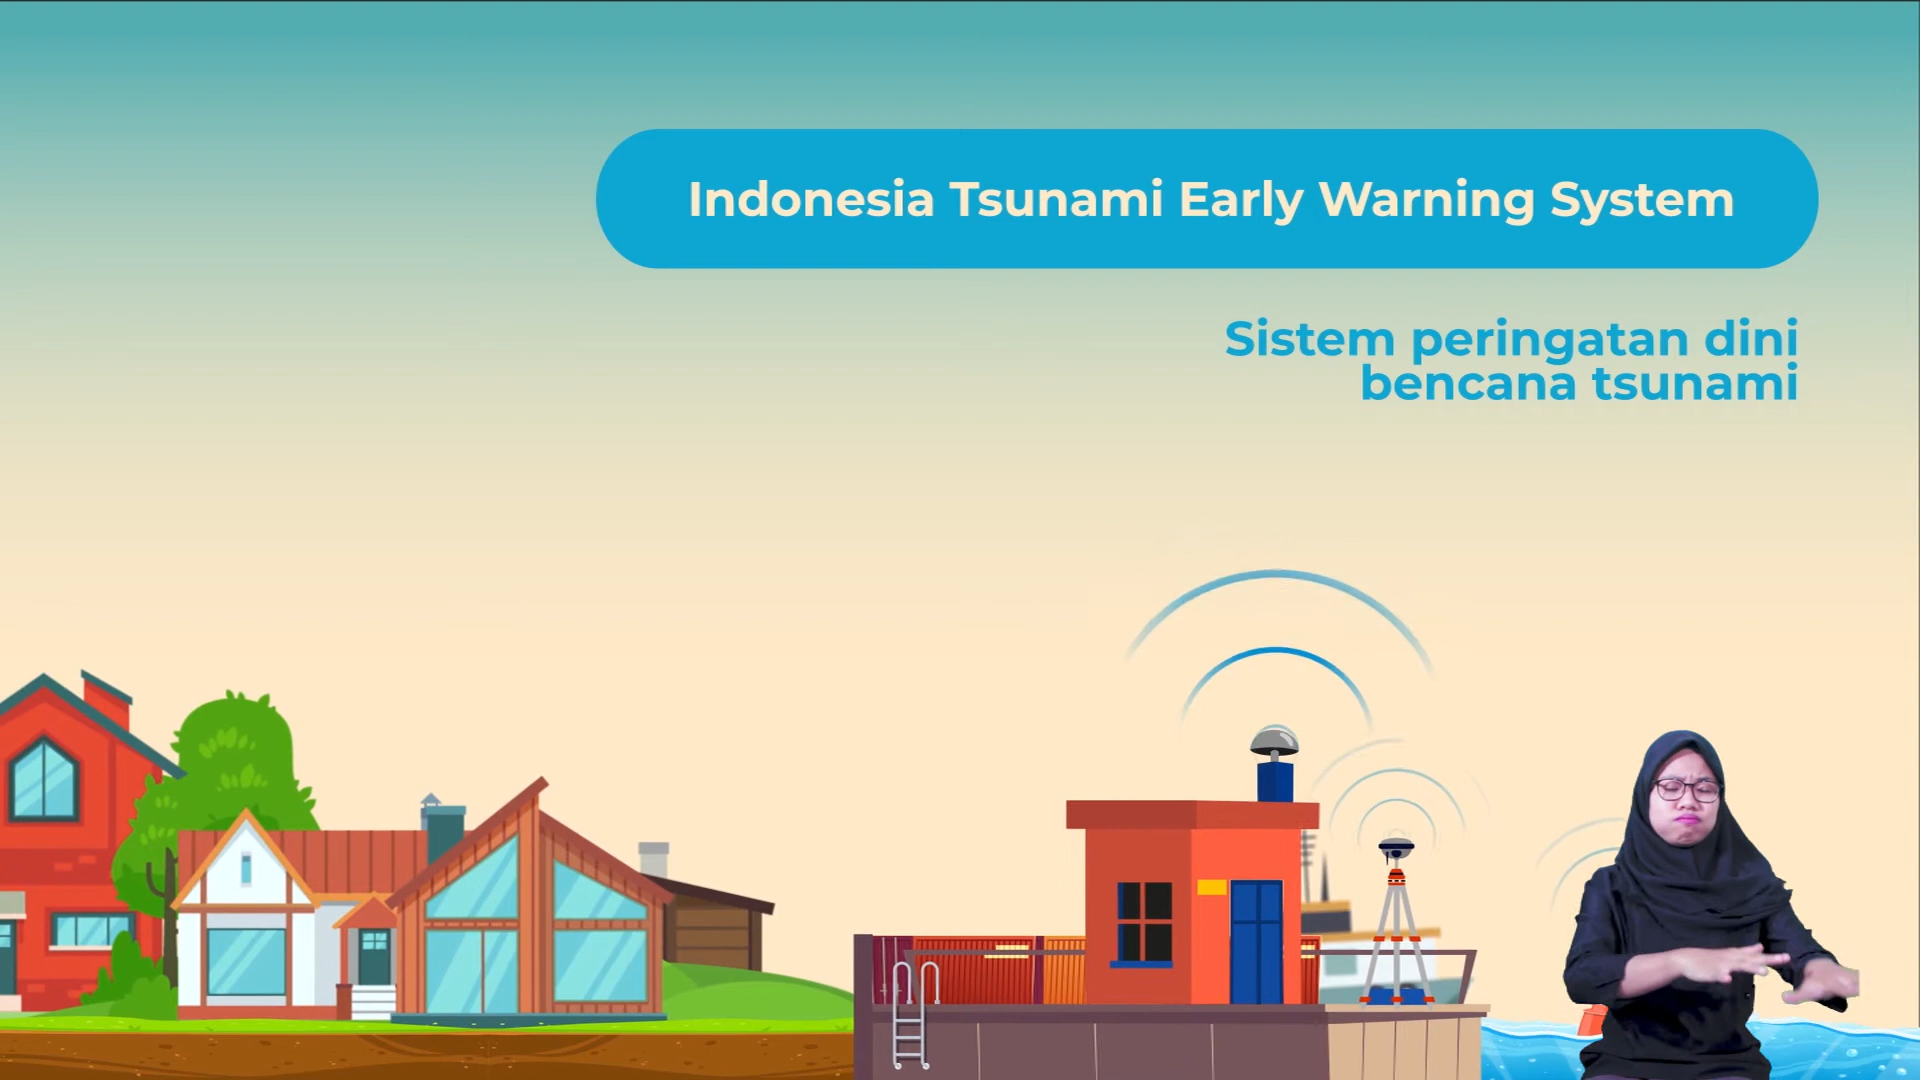 Indonesia Tsunami Early Warning System
Sistem peringatan dini
bencana tsunami